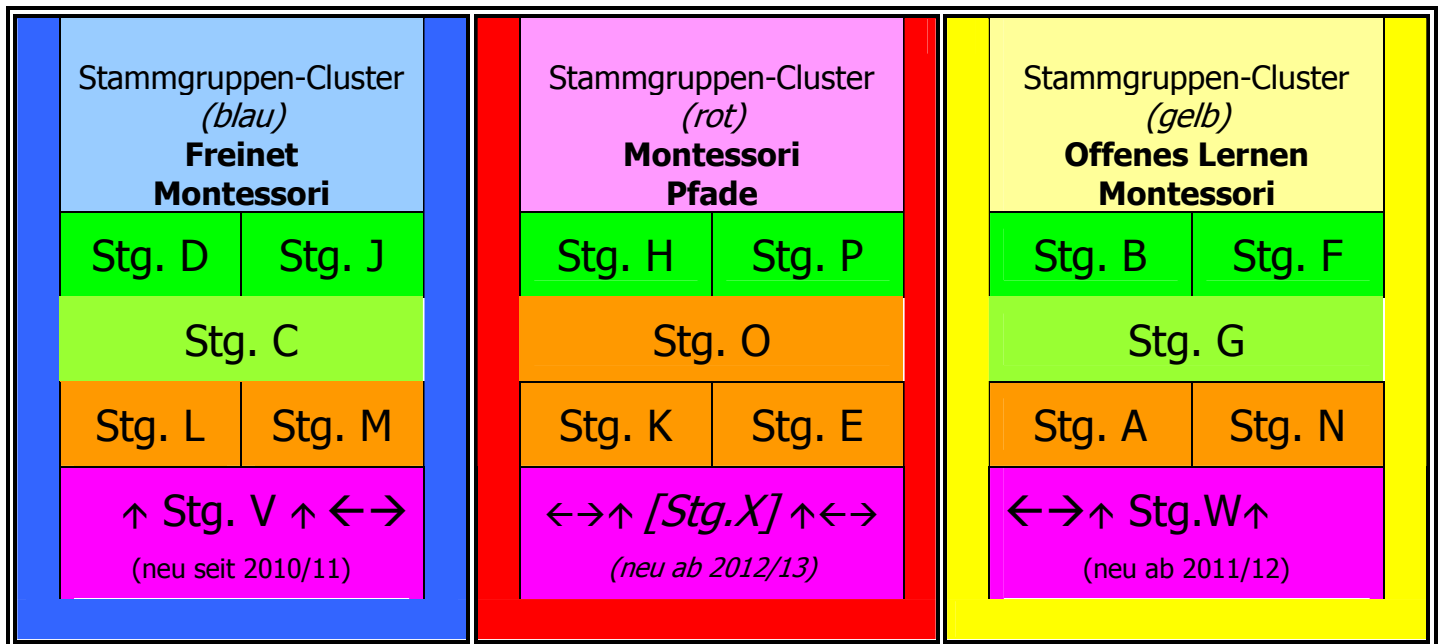 Stammgruppen-Cluster
(blau)
Freinet
Montessori
Stg. D
Stg. J
Stg. C
Stg. L
Stg. M
↑ Stg. V ↑ ←→
(neu seit 2010/11)
Stammgruppen-Cluster
(rot)
Montessori
Pfade
Stg. H
Stg. P
Stg. O
Stg. K
Stg. E
←→↑ [Stg.X] ↑←→
(neu ab 2012/13)
Stammgruppen-Cluster
(gelb)
Offenes Lernen
Montessori
Stg. B
Stg. F
Stg. G
Stg. A
Stg. N
←→↑ Stg.W↑
(neu ab 2011/12)